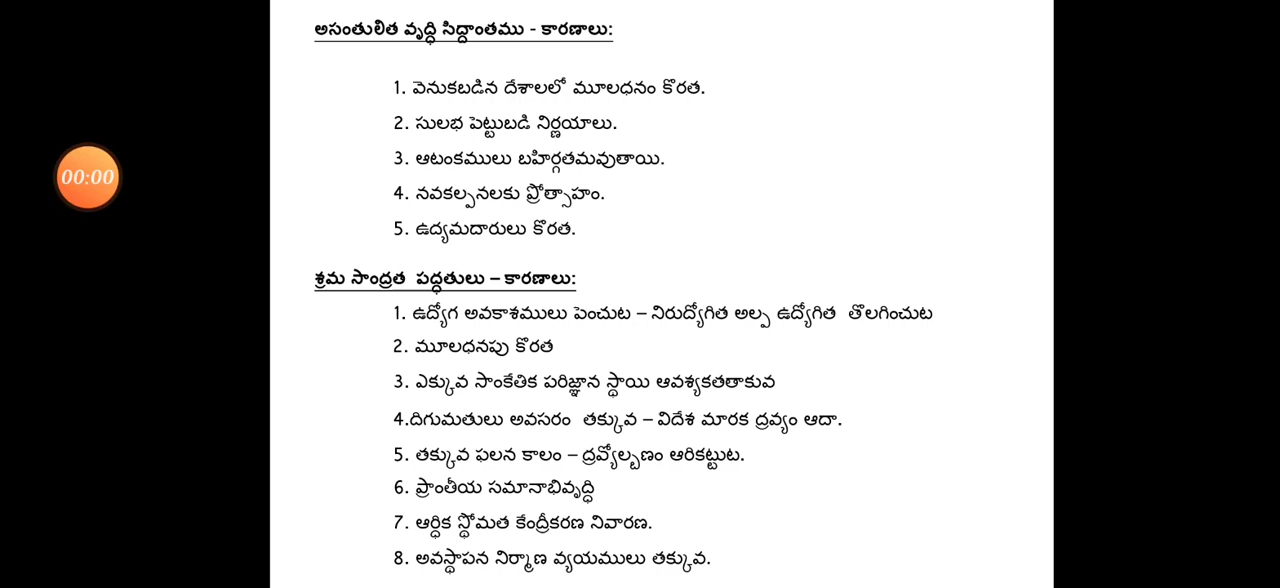 అసంతులిత వృద్ధి సిద్దాంతము - కారణాలు:
1. వెనుకబడిన దేశాలలో మూలధనం కొరత.
2. సులభ పెట్టుబడి నిర్ణయాలు.
00:00
3. ఆటంకములు బహిర్గతమవుతాయి.
4. నవకల్పనలకు ప్రోత్సాహం.
5. ఉద్యమదారులు కొరత.
శ్రమ సాంద్రత పద్ధతులు – కారణాలు:
1. ఉద్యోగ అవకాశములు పెంచుట – నిరుద్యోగిత అల్ప ఉద్యోగిత తొలగించుట
2. మూలధనపు కొరత
3. ఎక్కువ సాంకేతిక పరిజ్ఞాన స్థాయి ఆవశ్యకతతాకువ
4.దిగుమతులు అవసరం తక్కువ – విదేశ మారక ద్రవ్యం ఆదా.
5. తక్కువ ఫలన కాలం – ద్రవ్యోల్బణం ఆరికట్టుట.
6. ప్రాంతీయ సమానాభివృద్ధి
7. ఆర్ధిక స్థోమత కేంద్రీకరణ నివారణ.
8. అవస్థాపన నిర్మాణ వ్యయములు తక్కువ.